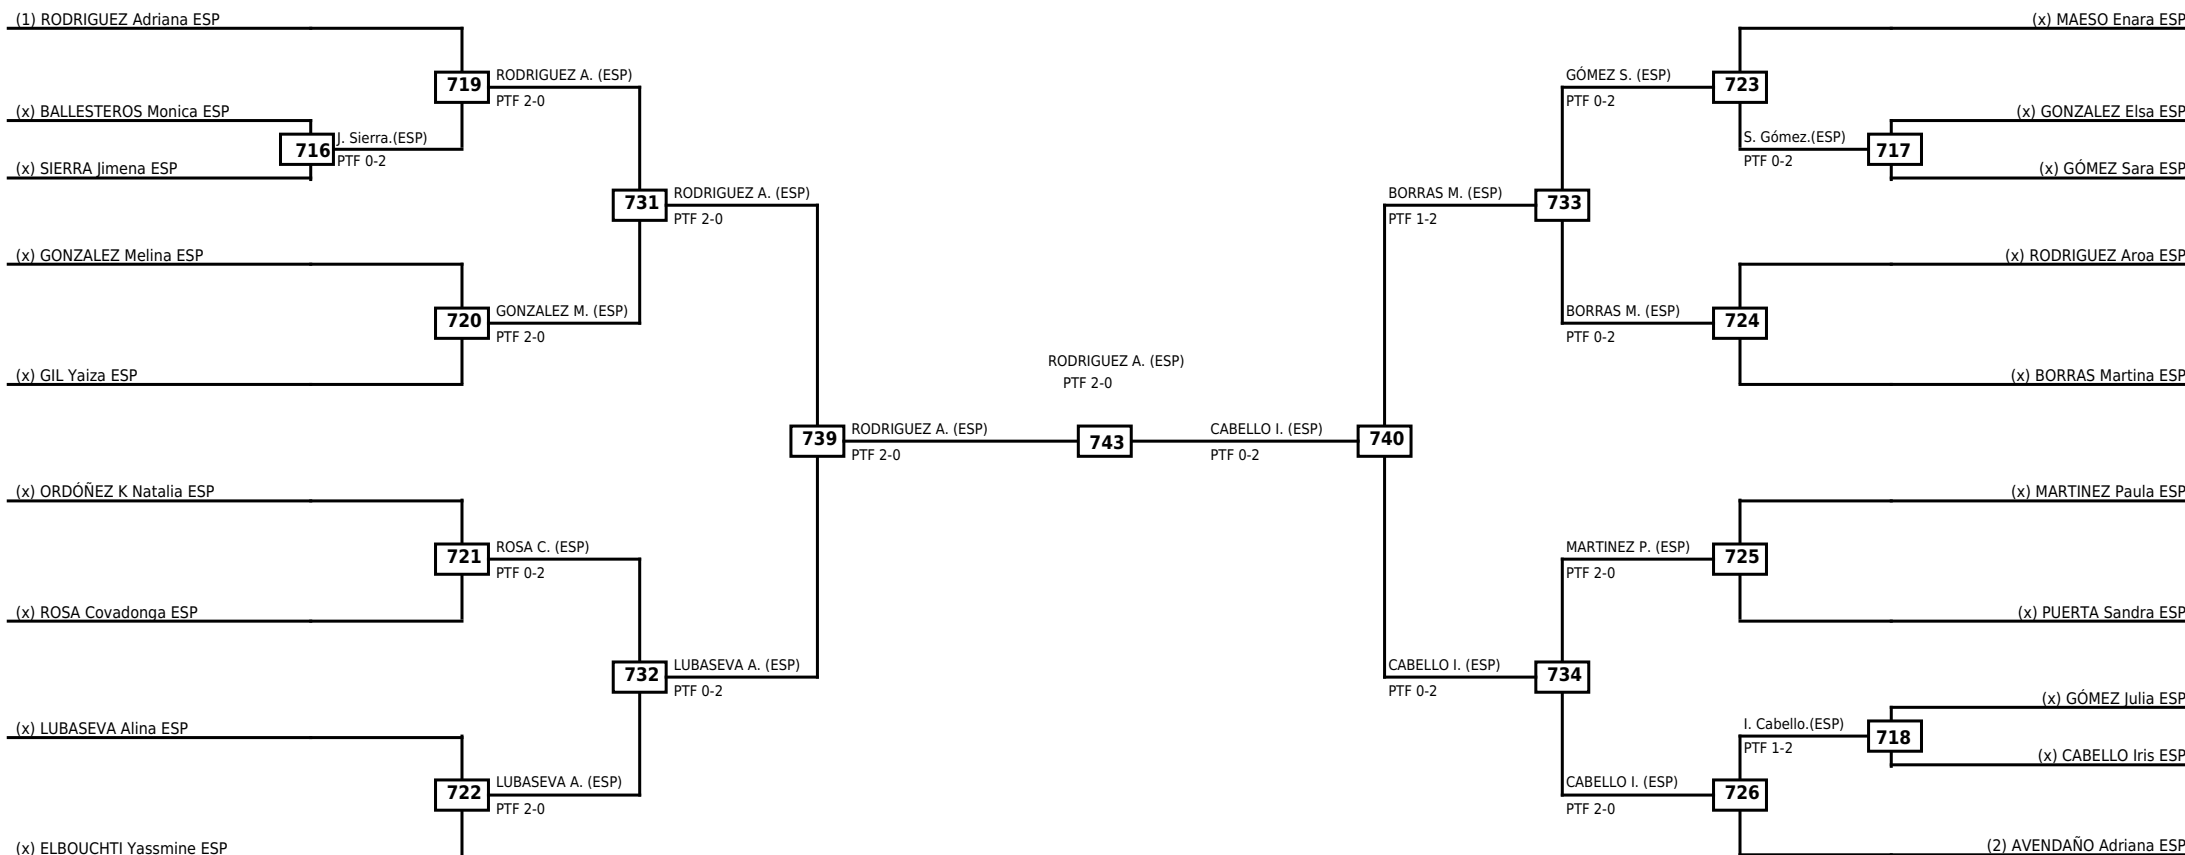 (1) RODRIGUEZ Adriana ESP
(x) BALLESTEROS Monica ESP
(x) SIERRA Jimena ESP
(x) GONZALEZ Melina ESP
(x) GIL Yaiza ESP
(x) ORDÓÑEZ K Natalia ESP
(x) ROSA Covadonga ESP
(x) LUBASEVA Alina ESP
(x) ELBOUCHTI Yassmine ESP
716
J. Sierra.(ESP)
PTF 0-2
719
RODRIGUEZ A. (ESP)
PTF 2-0
720
GONZALEZ M. (ESP)
PTF 2-0
721
ROSA C. (ESP)
PTF 0-2
722
LUBASEVA A. (ESP)
PTF 2-0
731
RODRIGUEZ A. (ESP)
PTF 2-0
732
LUBASEVA A. (ESP)
PTF 0-2
739
RODRIGUEZ A. (ESP)
PTF 2-0
RODRIGUEZ A. (ESP)
PTF 2-0
743
CABELLO I. (ESP)
PTF 0-2
740
BORRAS M. (ESP)
PTF 1-2
733
CABELLO I. (ESP)
PTF 0-2
734
GÓMEZ S. (ESP)
PTF 0-2
723
BORRAS M. (ESP)
PTF 0-2
724
MARTINEZ P. (ESP)
PTF 2-0
725
CABELLO I. (ESP)
PTF 2-0
726
S. Gómez.(ESP)
PTF 0-2
717
I. Cabello.(ESP)
PTF 1-2
718
(x) MAESO Enara ESP
(x) GONZALEZ Elsa ESP
(x) GÓMEZ Sara ESP
(x) RODRIGUEZ Aroa ESP
(x) BORRAS Martina ESP
(x) MARTINEZ Paula ESP
(x) PUERTA Sandra ESP
(x) GÓMEZ Julia ESP
(x) CABELLO Iris ESP
(2) AVENDAÑO Adriana ESP